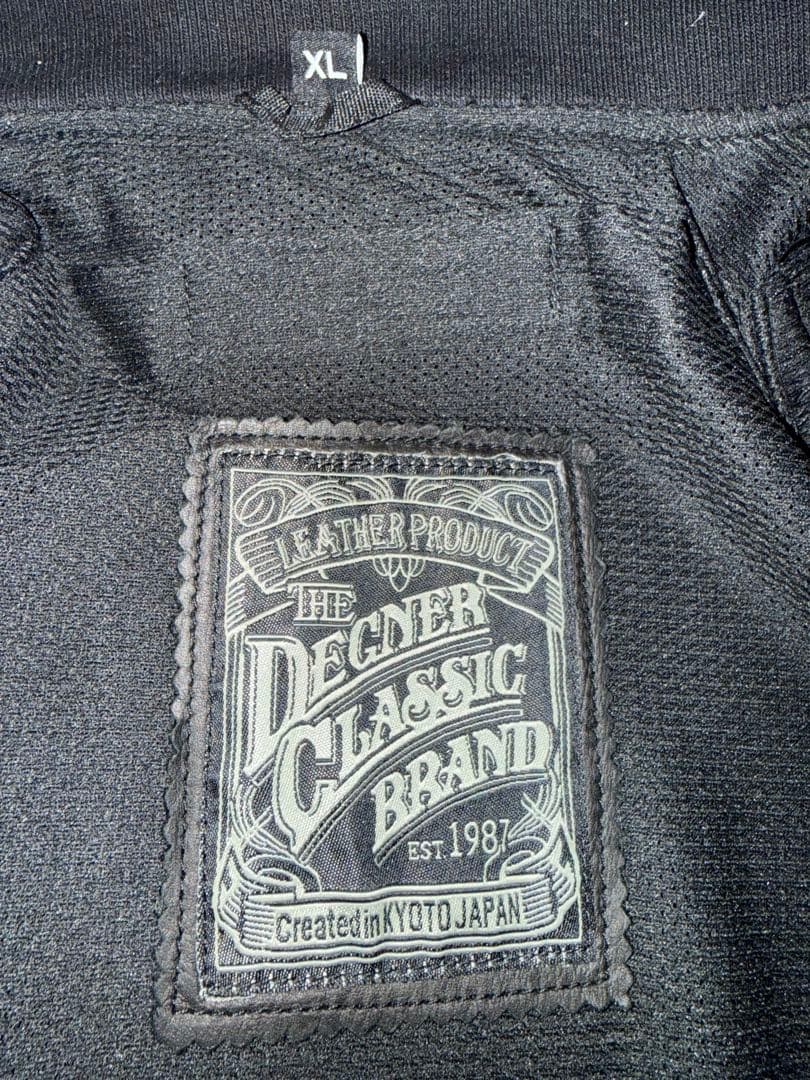 XL
LEATHER PRODUCT
THE
DEGNER
CLASSIC
BRAND
EST. 1987
Created in KYOTO JAPAN